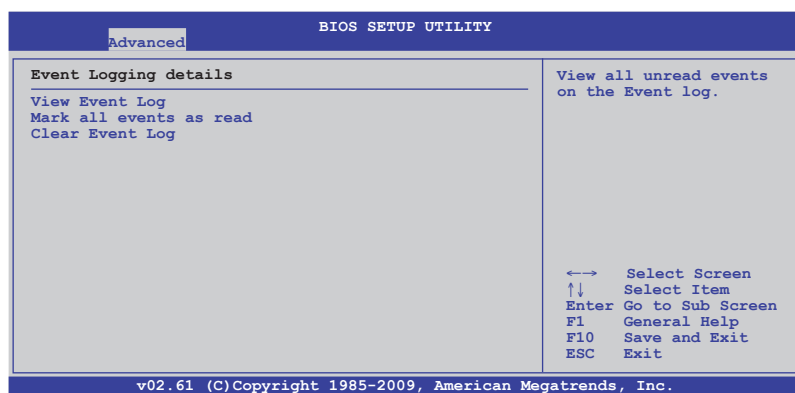 BIOS SETUP UTILITY
Advanced
Event Logging details
View Event Log
Mark all events as read
Clear Event Log
View all unread events
on the Event log.
←→ Select Screen
↑↓ Select Item
Enter Go to Sub Screen
F1 General Help
F10 Save and Exit
ESC Exit
v02.61 (C)Copyright 1985-2009, American Megatrends, Inc.